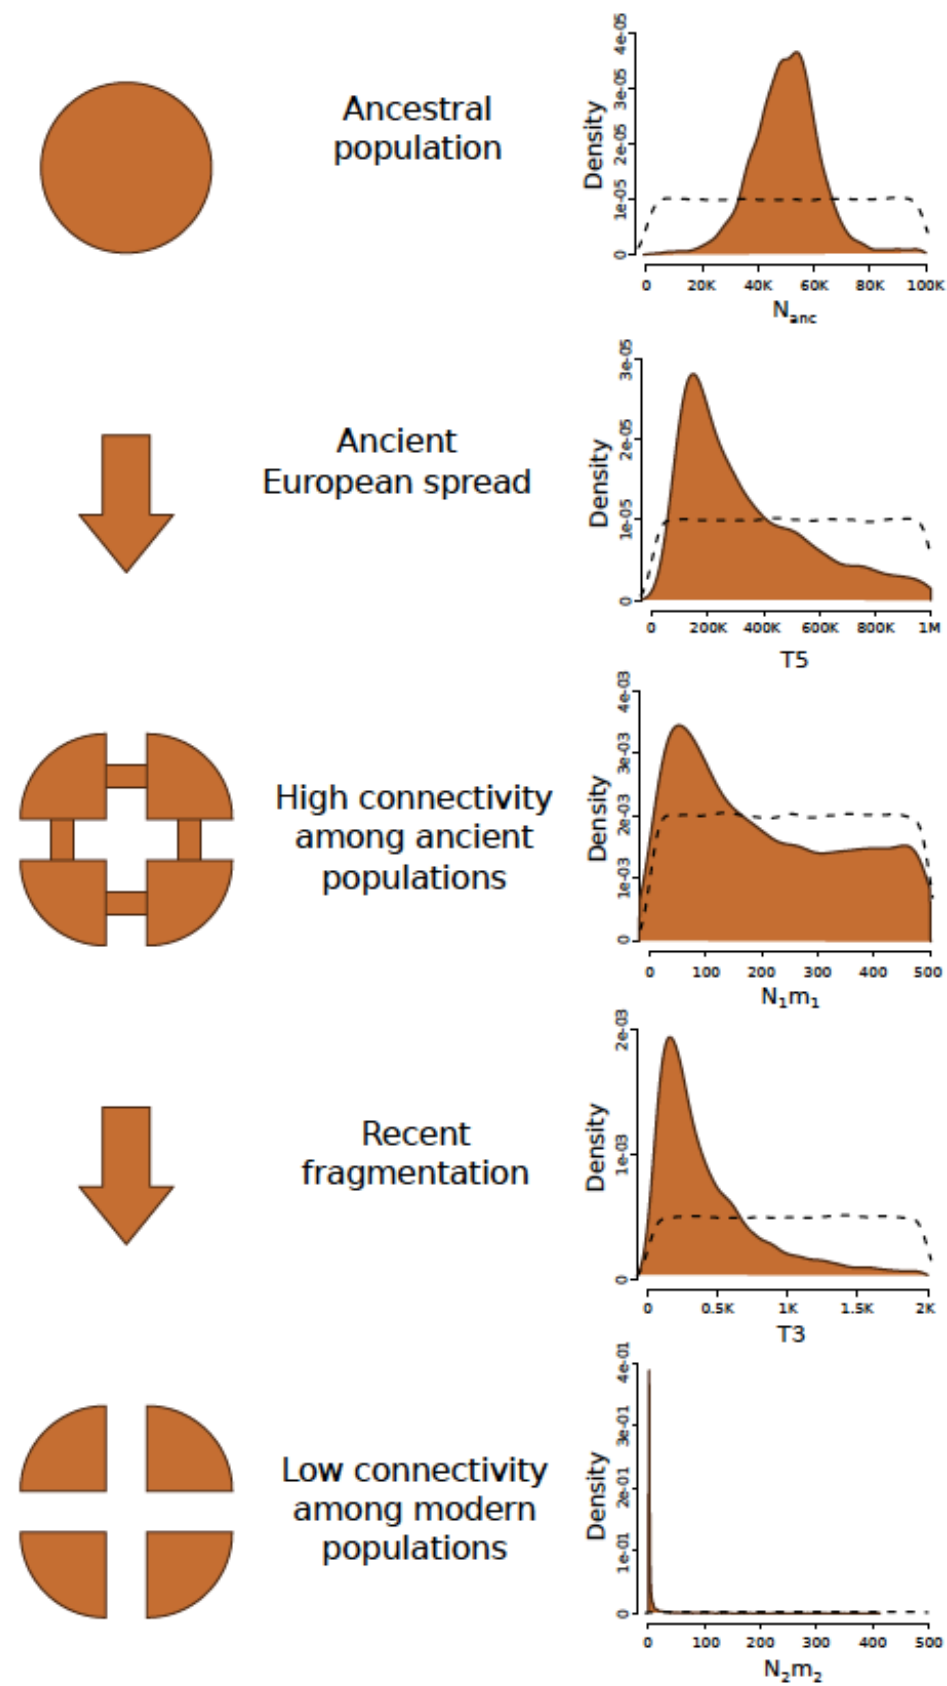 Ancestral
population
Density
0 1e-05 2e-05 3e-05 4e-05
0 20K 40K 60K 80K 100K
Nanc
Ancient
European spread
Density
0 1e-05 2e-05 3e-05
0 200K 400K 600K 800K 1M
T5
High connectivity
among ancient
populations
Density
0 1e-03 2e-03 3e-03 4e-03
0 100 200 300 400 500
N₁m₁
Recent
fragmentation
Density
0 1e-03 2e-03
0 0.5K 1K 1.5K 2K
T3
Low connectivity
among modern
populations
Density
0 1e-01 2e-01 3e-01 4e-01
0 100 200 300 400 500
N₂m₂